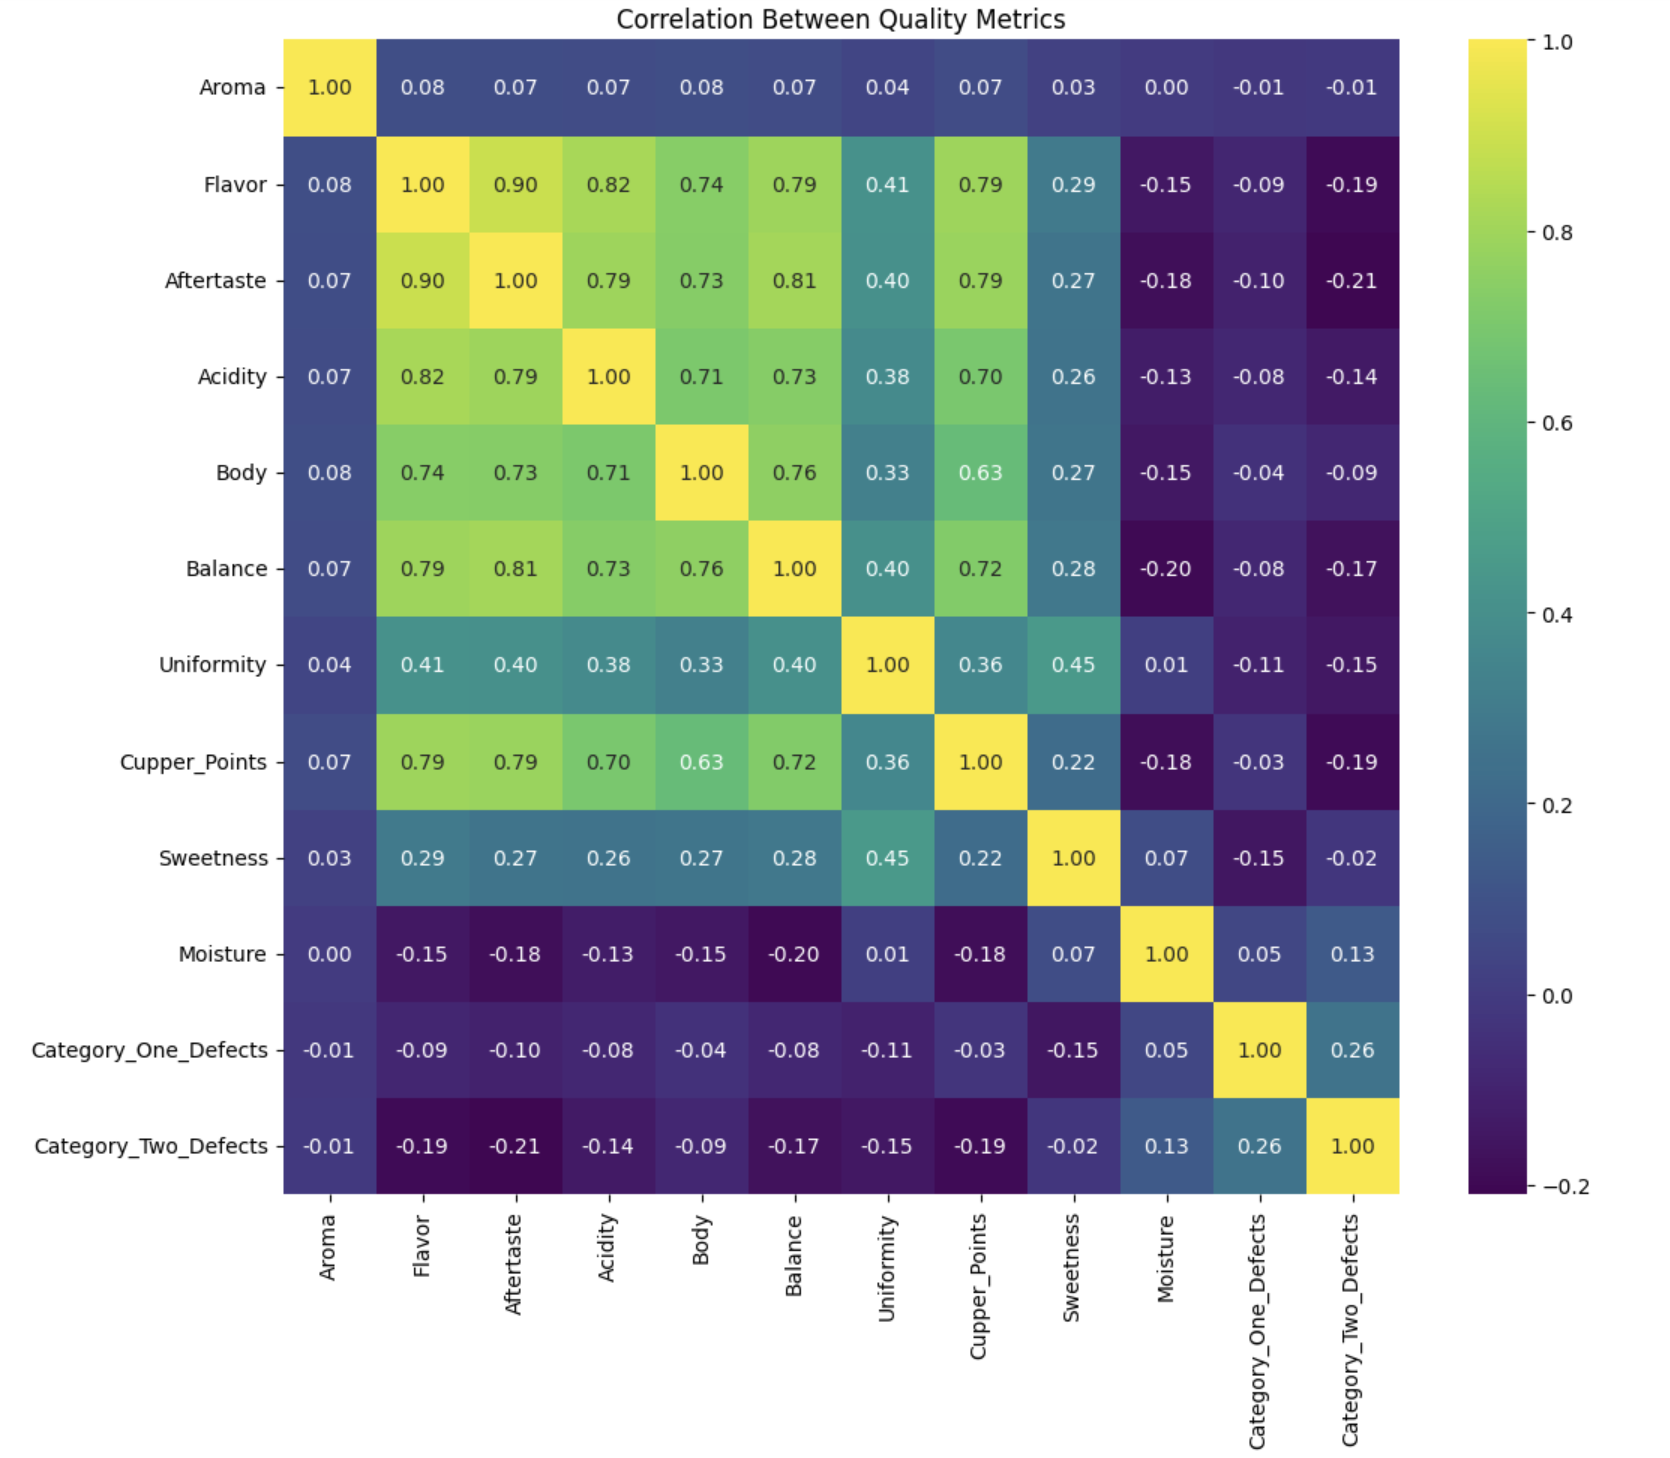 Correlation Between Quality Metrics
Aroma 1.00 0.08 0.07 0.07 0.08 0.07 0.04 0.07 0.03 0.00 -0.01 -0.01
Flavor 0.08 1.00 0.90 0.82 0.74 0.79 0.41 0.79 0.29 -0.15 -0.09 -0.19
Aftertaste 0.07 0.90 1.00 0.79 0.73 0.81 0.40 0.79 0.27 -0.18 -0.10 -0.21
Acidity 0.07 0.82 0.79 1.00 0.71 0.73 0.38 0.70 0.26 -0.13 -0.08 -0.14
Body 0.08 0.74 0.73 0.71 1.00 0.76 0.33 0.63 0.27 -0.15 -0.04 -0.09
Balance 0.07 0.79 0.81 0.73 0.76 1.00 0.40 0.72 0.28 -0.20 -0.08 -0.17
Uniformity 0.04 0.41 0.40 0.38 0.33 0.40 1.00 0.36 0.45 0.01 -0.11 -0.15
Cupper_Points 0.07 0.79 0.79 0.70 0.63 0.72 0.36 1.00 0.22 -0.18 -0.03 -0.19
Sweetness 0.03 0.29 0.27 0.26 0.27 0.28 0.45 0.22 1.00 0.07 -0.15 -0.02
Moisture 0.00 -0.15 -0.18 -0.13 -0.15 -0.20 0.01 -0.18 0.07 1.00 0.05 0.13
Category_One_Defects -0.01 -0.09 -0.10 -0.08 -0.04 -0.08 -0.11 -0.03 -0.15 0.05 1.00 0.26
Category_Two_Defects -0.01 -0.19 -0.21 -0.14 -0.09 -0.17 -0.15 -0.19 -0.02 0.13 0.26 1.00
Aroma
Flavor
Aftertaste
Acidity
Body
Balance
Uniformity
Cupper_Points
Sweetness
Moisture
Category_One_Defects
Category_Two_Defects
1.0
0.8
0.6
0.4
0.2
0.0
−0.2